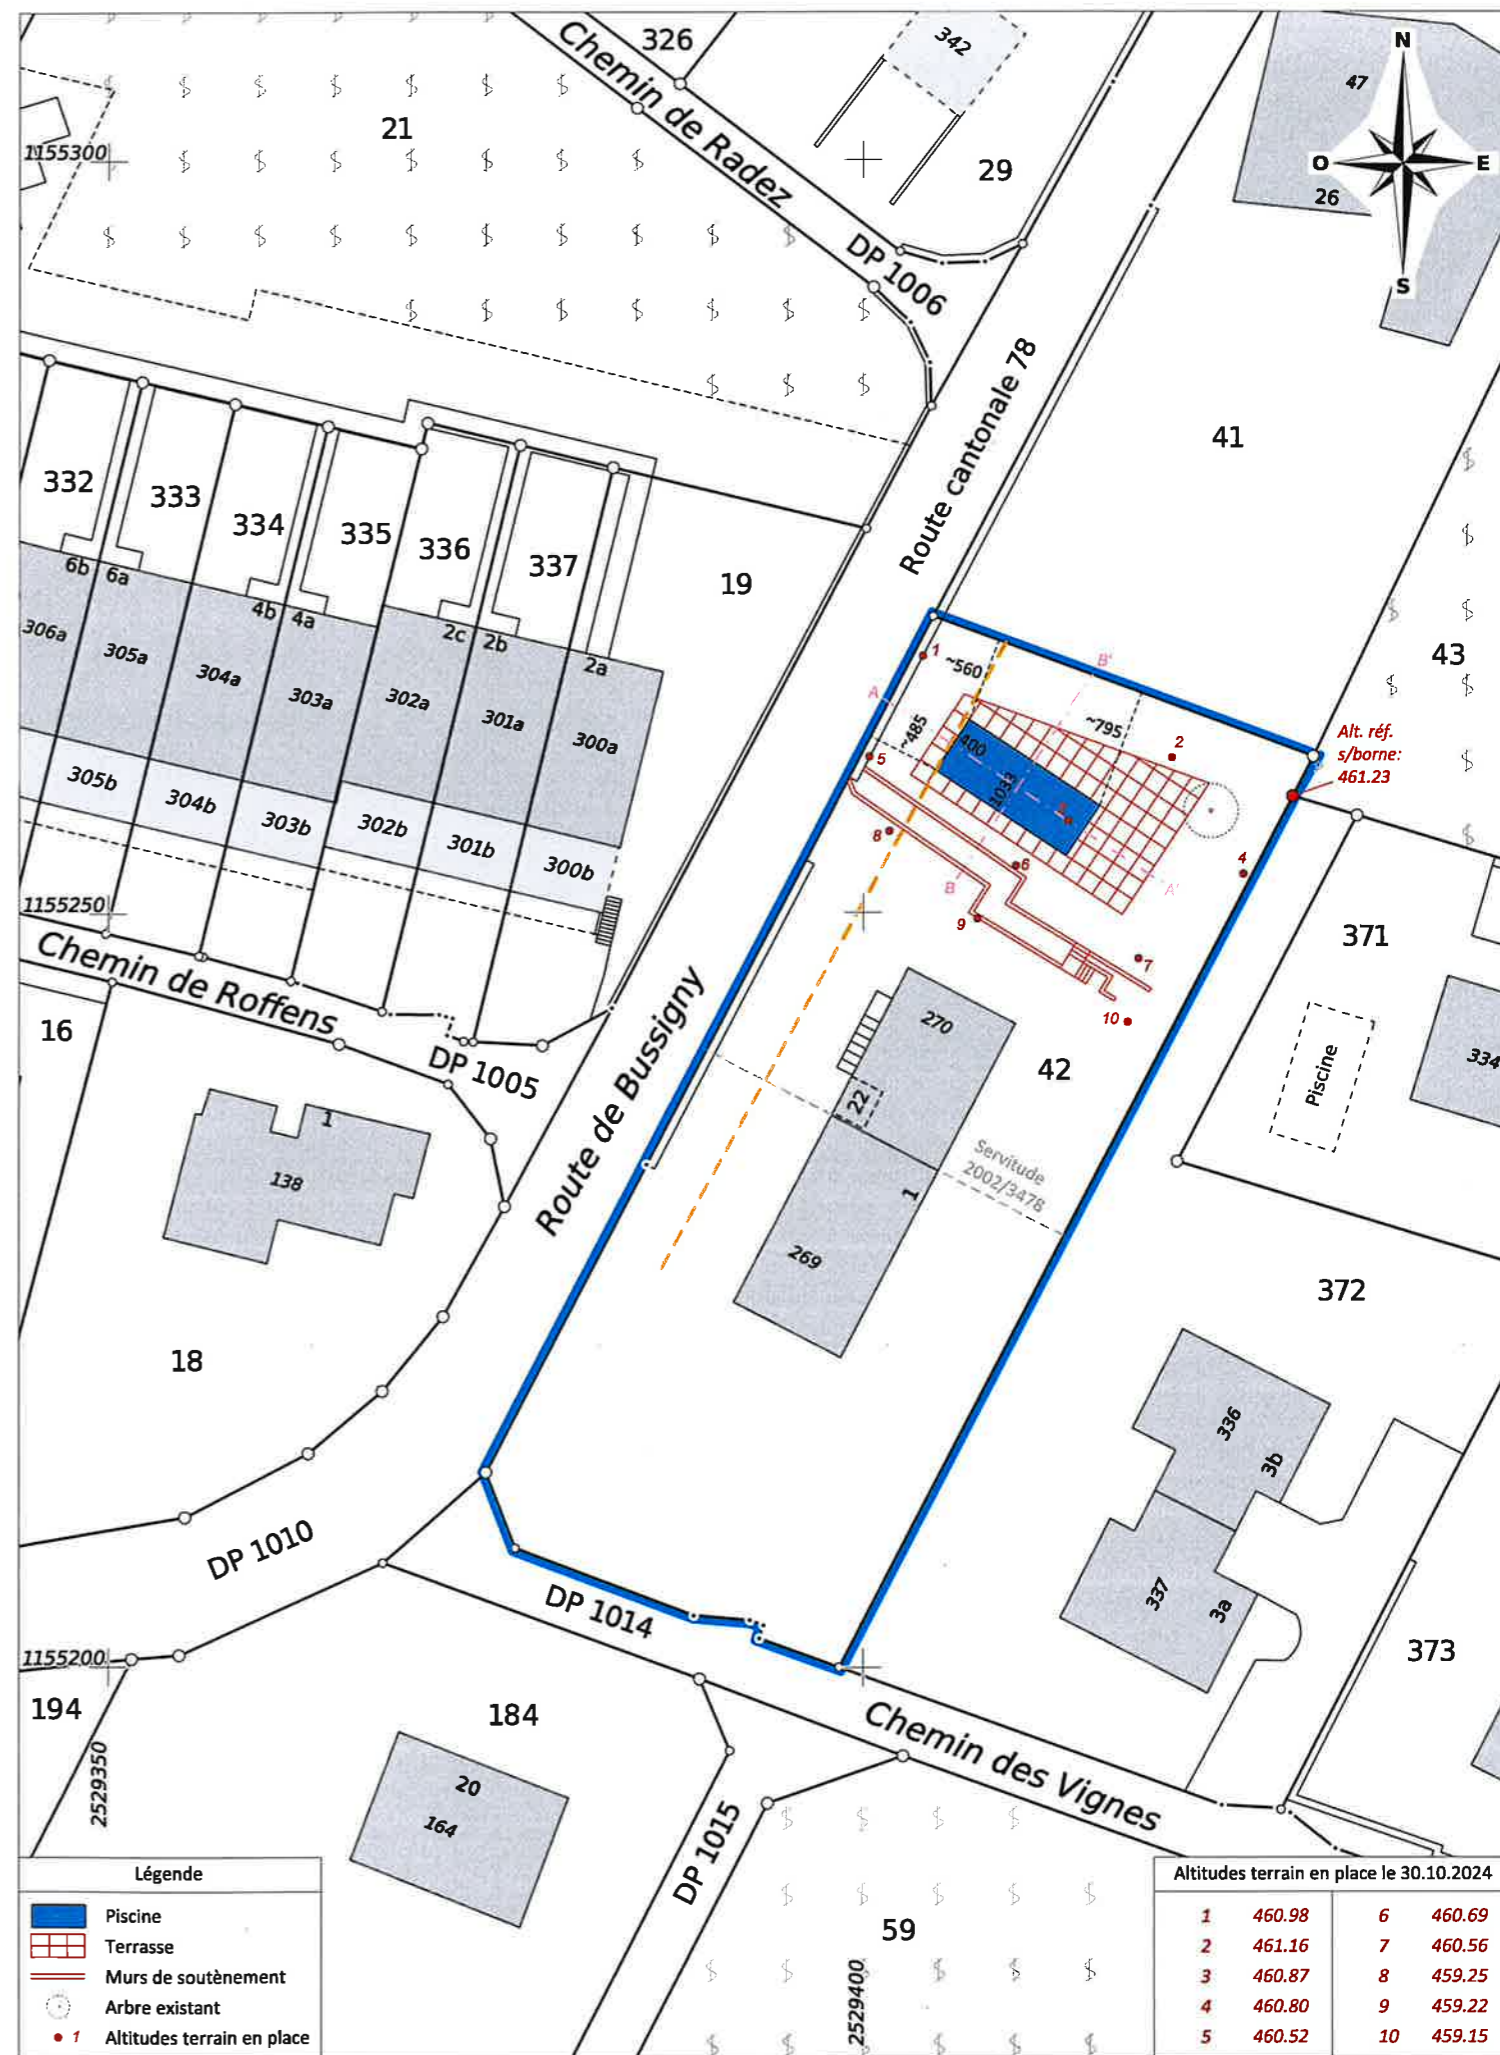 326
Chemin de Radez
342
N
47
O
E
26
S
21
1155300
29
DP 1006
Route cantonale 78
41
332
333
334
335
336
337
19
6b
6a
4b
4a
2c
2b
2a
306a
305a
304a
303a
302a
301a
300a
305b
304b
303b
302b
301b
300b
43
1
~560
B'
A
~485
400
~795
2
Alt. réf.
s/borne:
461.23
5
1033
8
6
4
B
A'
9
7
10
1155250
Chemin de Roffens
16
DP 1005
Route de Bussigny
371
270
42
22
Piscine
334
1
138
Servitude
2002/3478
1
269
372
18
336
3b
337
3a
DP 1010
DP 1014
373
1155200
194
184
2529350
20
164
Chemin des Vignes
DP 1015
59
2529400
Légende
Piscine
Terrasse
Murs de soutènement
Arbre existant
1 Altitudes terrain en place
Altitudes terrain en place le 30.10.2024
1 460.98 6 460.69
2 461.16 7 460.56
3 460.87 8 459.25
4 460.80 9 459.22
5 460.52 10 459.15